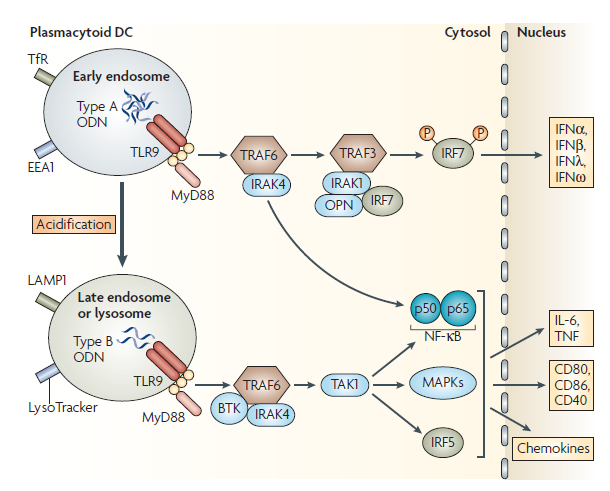 Plasmacytoid DC
Cytosol
Nucleus
TfR
Early endosome
Type A
ODN
TLR9
EEA1
MyD88
TRAF6
IRAK4
TRAF3
IRAK1
OPN
IRF7
P
P
IRF7
IFNα,
IFNβ,
IFNλ,
IFNω
Acidification
LAMP1
Late endosome
or lysosome
Type B
ODN
TLR9
LysoTracker
MyD88
TRAF6
BTK
IRAK4
TAK1
p50
p65
NF-κB
MAPKs
IRF5
IL-6,
TNF
CD80,
CD86,
CD40
Chemokines